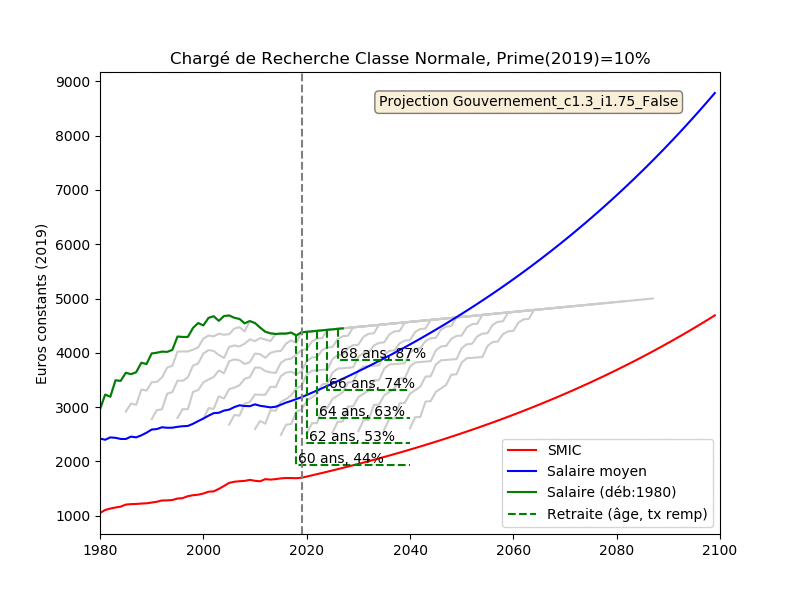 Chargé de Recherche Classe Normale, Prime(2019)=10%
Projection Gouvernement_c1.3_i1.75_False
Euros constants (2019)
9000
8000
7000
6000
5000
4000
3000
2000
1000
68 ans, 87%
66 ans, 74%
64 ans, 63%
62 ans, 53%
60 ans, 44%
SMIC
Salaire moyen
Salaire (déb:1980)
Retraite (âge, tx remp)
1980
2000
2020
2040
2060
2080
2100